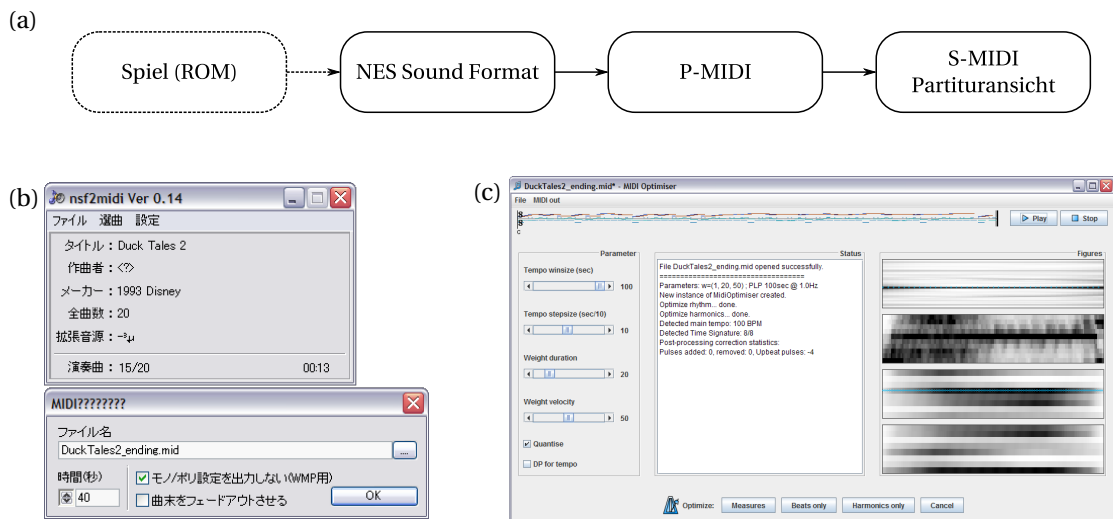 (a)
Spiel (ROM)
NES Sound Format
P-MIDI
S-MIDI
Partituransicht
(b)
nsf2midi Ver 0.14
ファイル 選曲 設定
タイトル : Duck Tales 2
作曲者 : <?>
メーカー : 1993 Disney
全曲数 : 20
拡張音源 : -ｳµ
演奏曲 : 15/20 00:13
MIDI????????
ファイル名
DuckTales2_ending.mid
...
時間(秒)
40
モノ/ポリ設定を出力しない(WMP用)
曲末をフェードアウトさせる
OK
(c)
DuckTales2_ending.mid* - MIDI Optimiser
File MIDI out
S
S
C
Play
Stop
Parameter
Tempo winsize (sec)
100
Tempo stepsize (sec/10)
10
Weight duration
20
Weight velocity
50
Quantise
DP for tempo
Status
File DuckTales2_ending.mid opened successfully.
===================================
Parameters: w=(1, 20, 50) ; PLP 100sec @ 1.0Hz
New instance of MidiOptimiser created.
Optimize rhythm... done.
Optimize harmonics... done.
Detected main tempo: 100 BPM
Detected Time Signature: 8/8
Post-processing correction statistics:
Pulses added: 0, removed: 0, Upbeat pulses: -4
Figures
Optimize:
Measures
Beats only
Harmonics only
Cancel